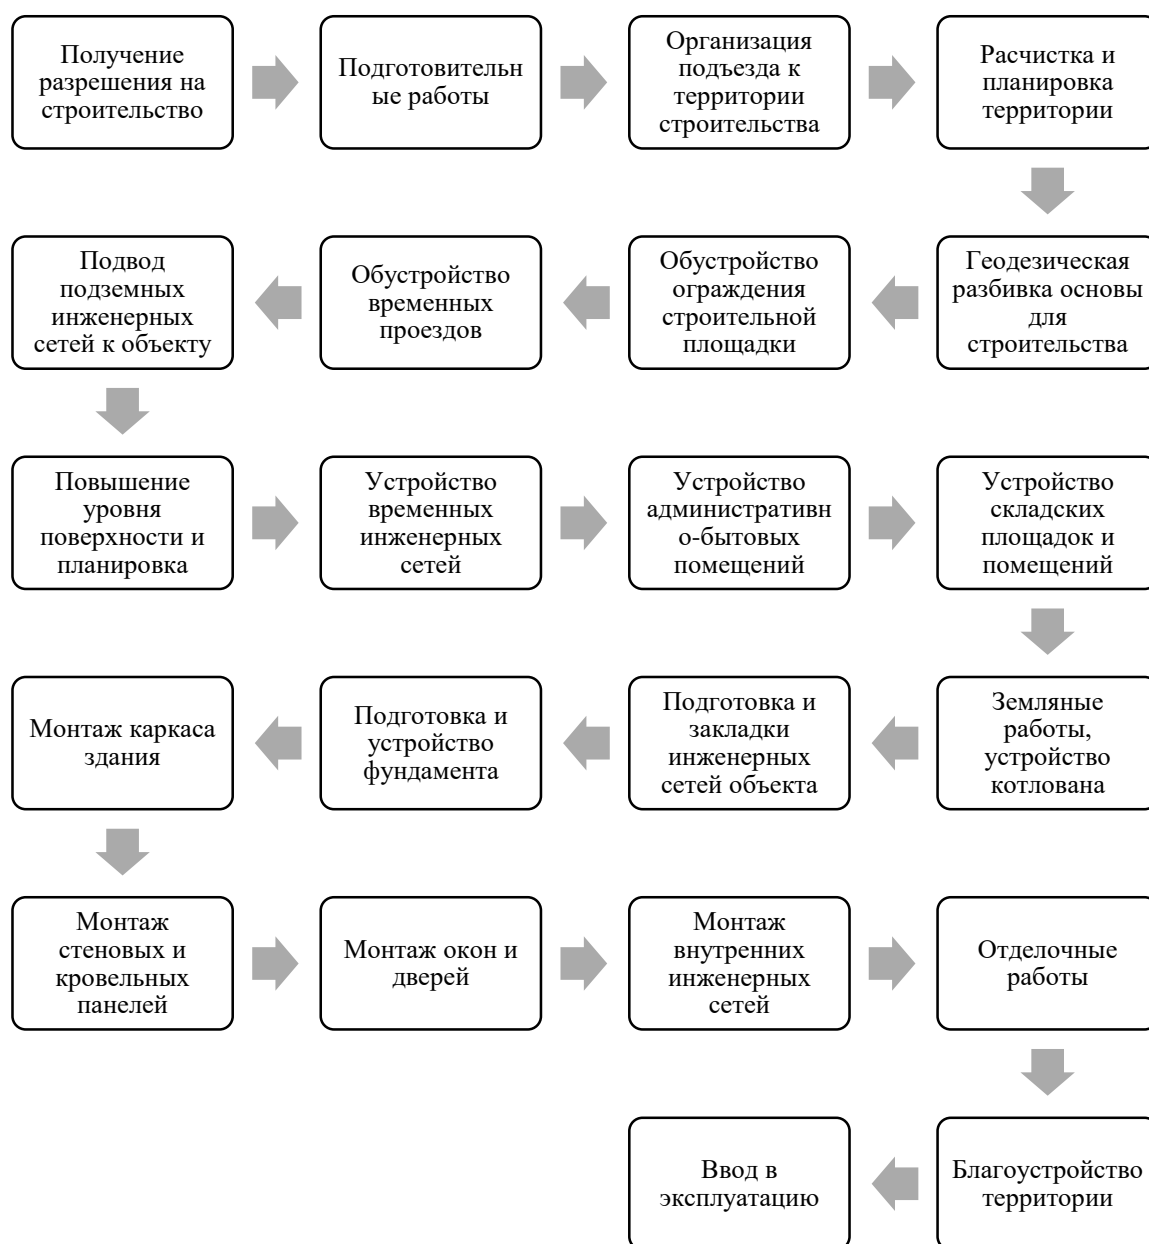 Получение
разрешения на
строительство
Подготовительн
ые работы
Организация
подъезда к
территории
строительства
Расчистка и
планировка
территории
Геодезическая
разбивка основы
для
строительства
Обустройство
ограждения
строительной
площадки
Обустройство
временных
проездов
Подвод
подземных
инженерных
сетей к объекту
Повышение
уровня
поверхности и
планировка
Устройство
временных
инженерных
сетей
Устройство
административн
о-бытовых
помещений
Устройство
складских
площадок и
помещений
Земляные
работы,
устройство
котлована
Подготовка и
закладки
инженерных
сетей объекта
Подготовка и
устройство
фундамента
Монтаж каркаса
здания
Монтаж
стеновых и
кровельных
панелей
Монтаж окон и
дверей
Монтаж
внутренних
инженерных
сетей
Отделочные
работы
Благоустройство
территории
Ввод в
эксплуатацию